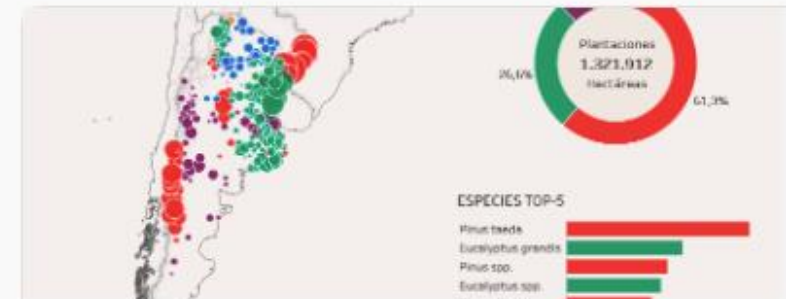 Plantaciones
1.321.912
Hectáreas
26,6%
61,3%
ESPECIES TOP-5
Pinus taeda
Eucalyptus grandis
Pinus spp.
Eucalyptus spp.